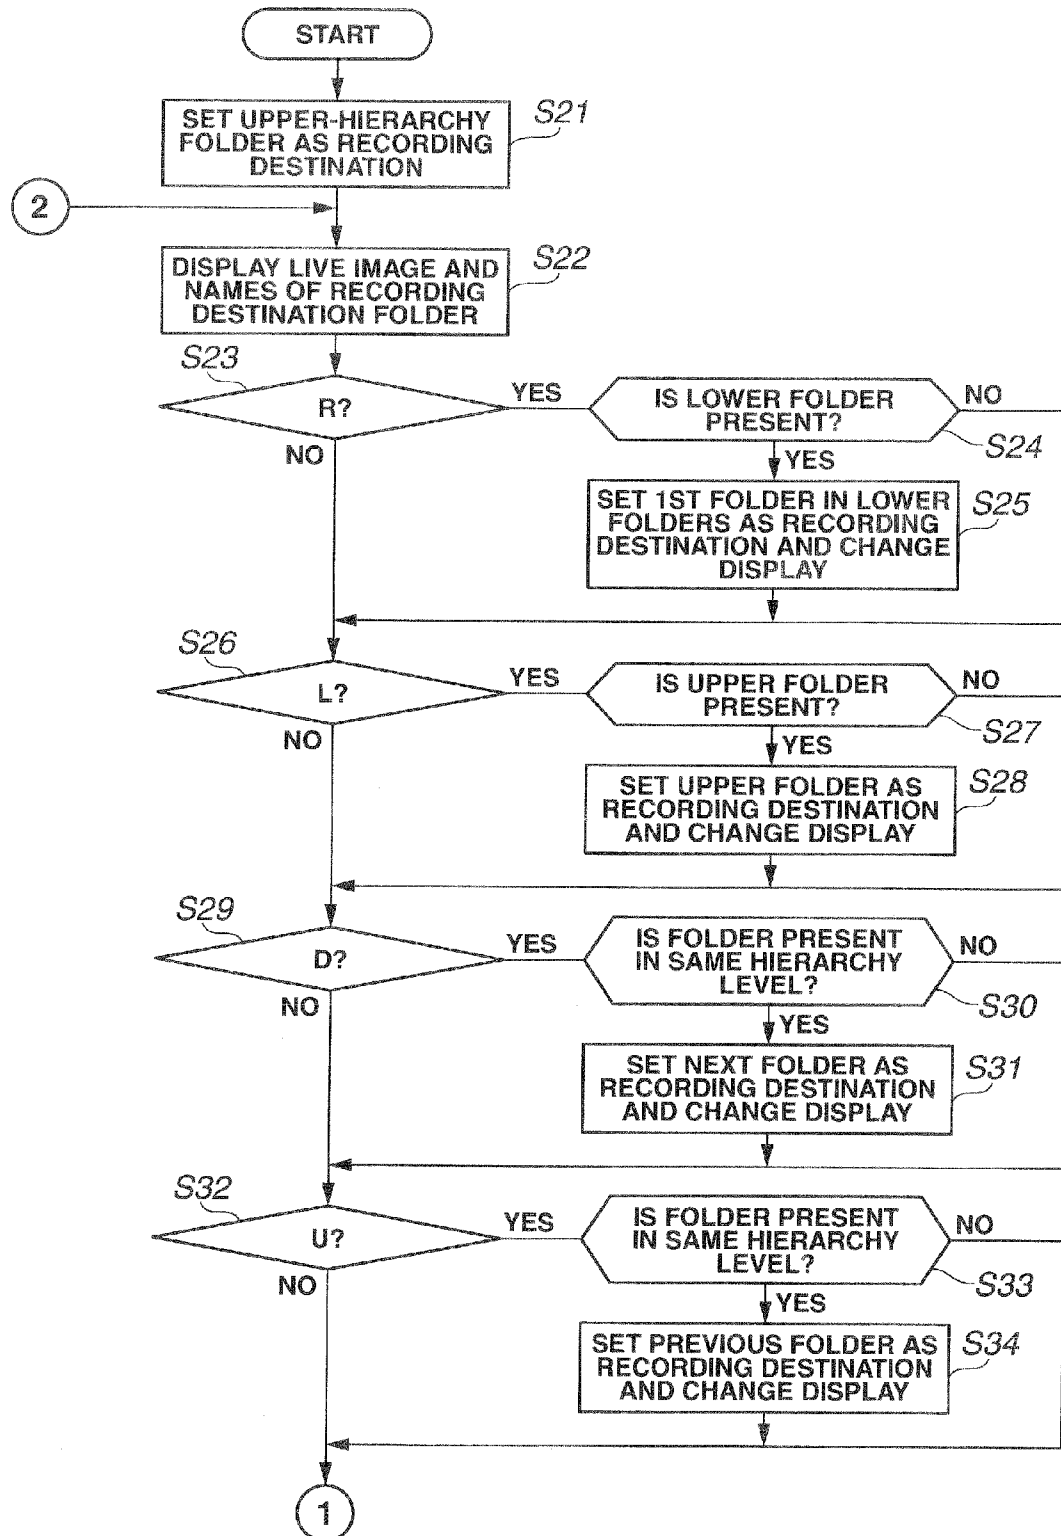 START
SET UPPER-HIERARCHY
FOLDER AS RECORDING
DESTINATION
S21
2
DISPLAY LIVE IMAGE AND
NAMES OF RECORDING
DESTINATION FOLDER
S22
S23
R?
YES
NO
IS LOWER FOLDER
PRESENT?
NO
S24
YES
SET 1ST FOLDER IN LOWER
FOLDERS AS RECORDING
DESTINATION AND CHANGE
DISPLAY
S25
S26
L?
YES
NO
IS UPPER FOLDER
PRESENT?
NO
S27
YES
SET UPPER FOLDER AS
RECORDING DESTINATION
AND CHANGE DISPLAY
S28
S29
D?
YES
NO
IS FOLDER PRESENT
IN SAME HIERARCHY
LEVEL?
NO
S30
YES
SET NEXT FOLDER AS
RECORDING DESTINATION
AND CHANGE DISPLAY
S31
S32
U?
YES
NO
IS FOLDER PRESENT
IN SAME HIERARCHY
LEVEL?
NO
S33
YES
SET PREVIOUS FOLDER AS
RECORDING DESTINATION
AND CHANGE DISPLAY
S34
1